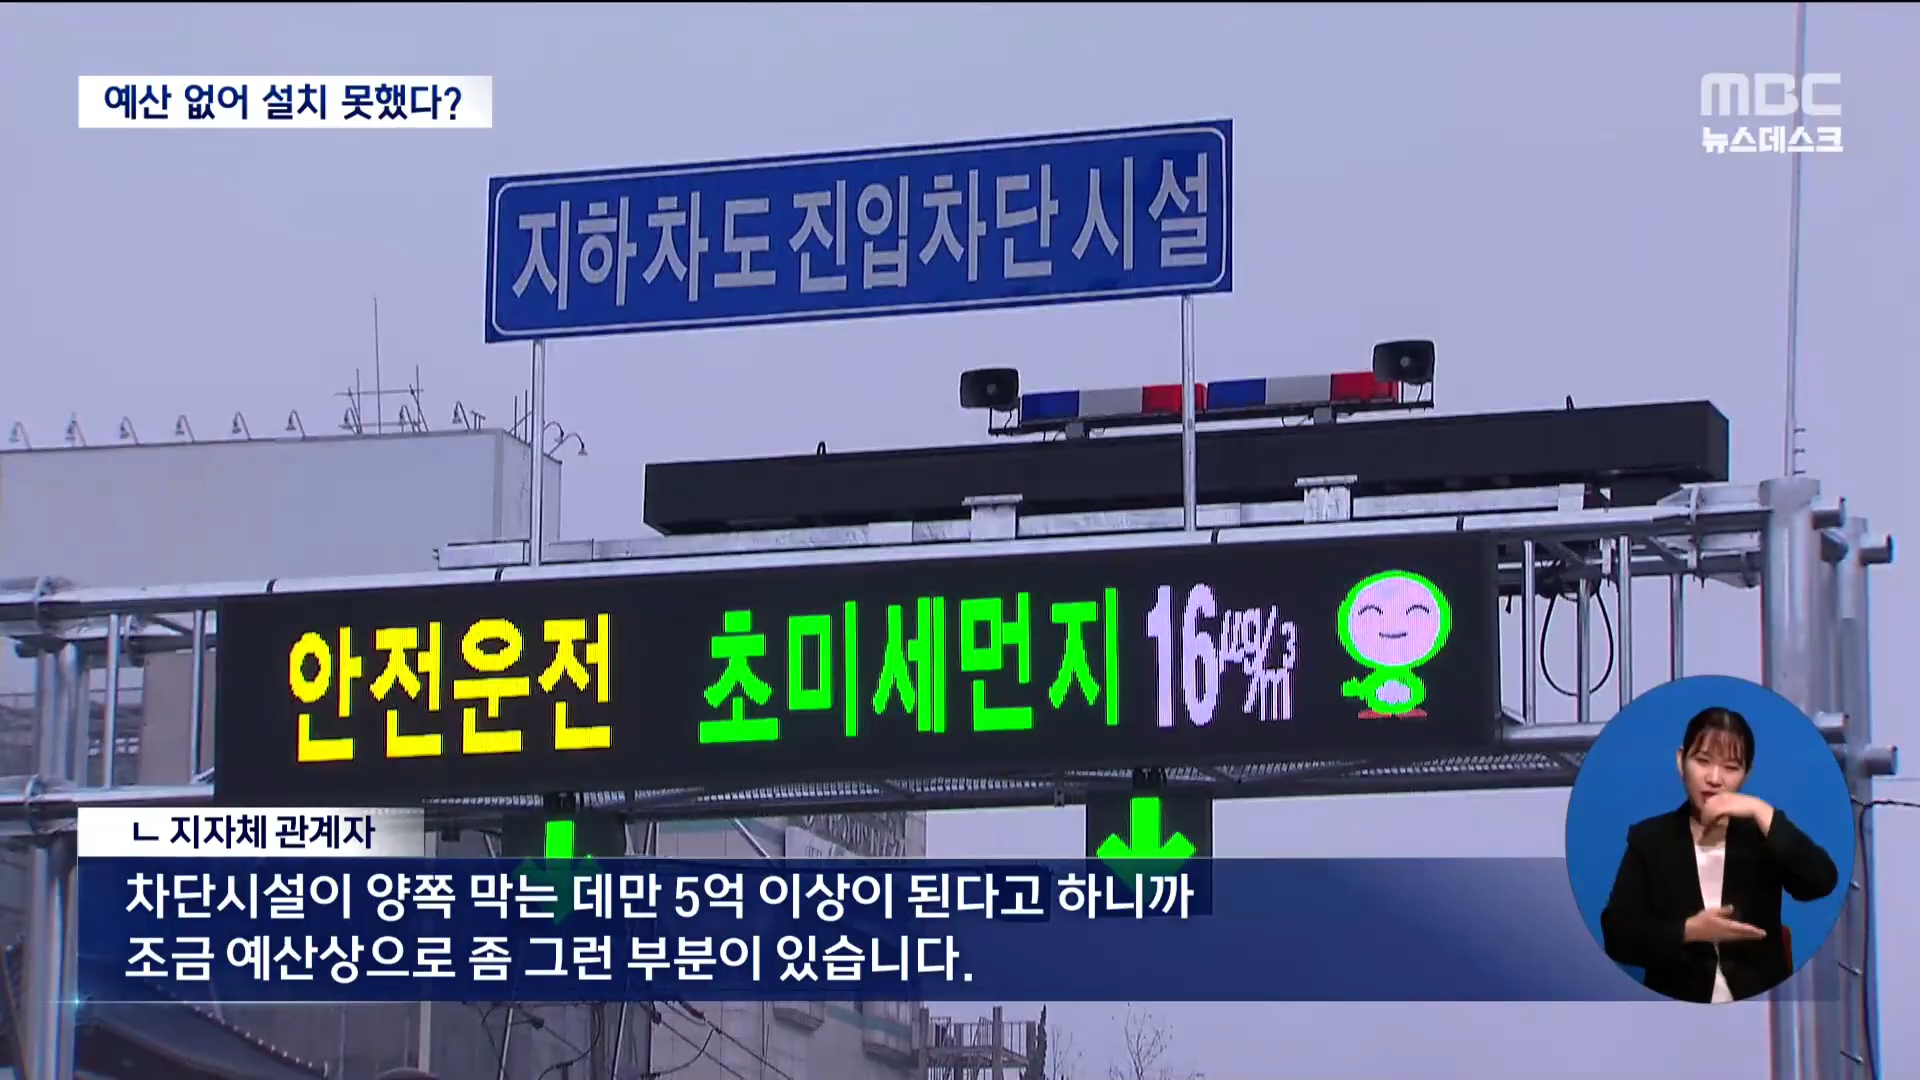 예산 없어 설치 못했다?
MBC
뉴스데스크
지하차도진입차단시설
안전운전 초미세먼지 16㎍/m3
ㄴ 지자체 관계자
차단시설이 양쪽 막는 데만 5억 이상이 된다고 하니까
조금 예산상으로 좀 그런 부분이 있습니다.